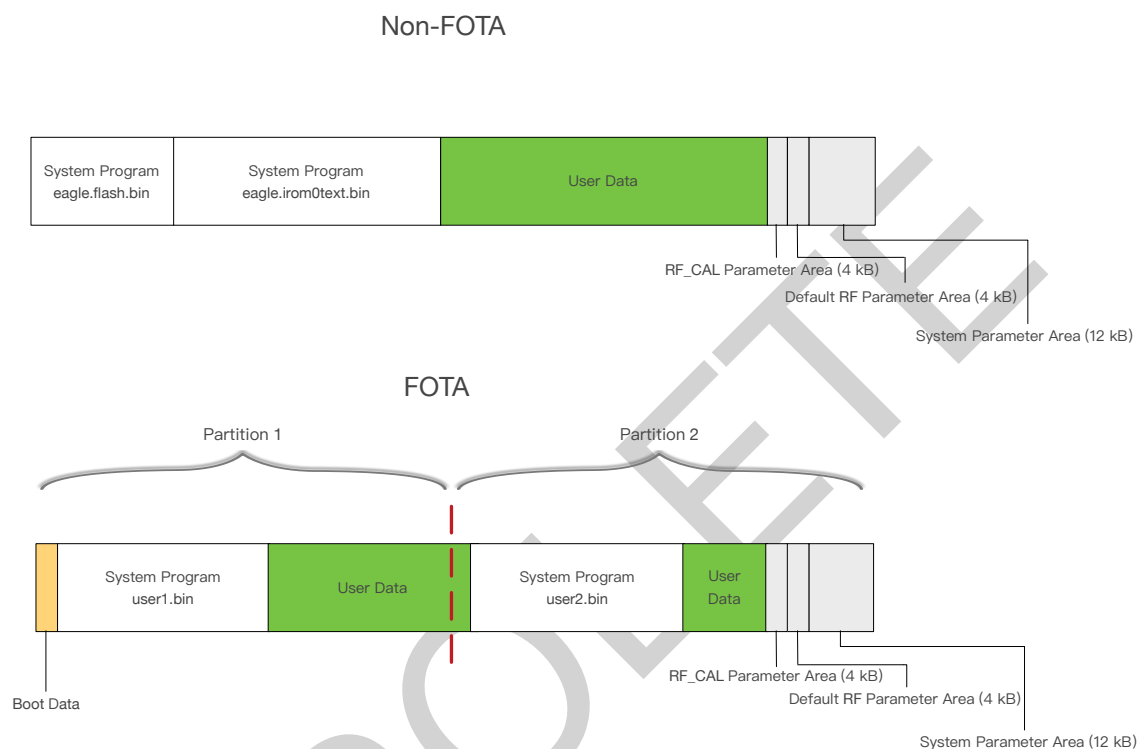 Non-FOTA
System Program
eagle.flash.bin
System Program
eagle.irom0text.bin
User Data
RF_CAL Parameter Area (4 kB)
Default RF Parameter Area (4 kB)
System Parameter Area (12 kB)
FOTA
Partition 1
Partition 2
System Program
user1.bin
User Data
System Program
user2.bin
User
Data
Boot Data
RF_CAL Parameter Area (4 kB)
Default RF Parameter Area (4 kB)
System Parameter Area (12 kB)
OLETE